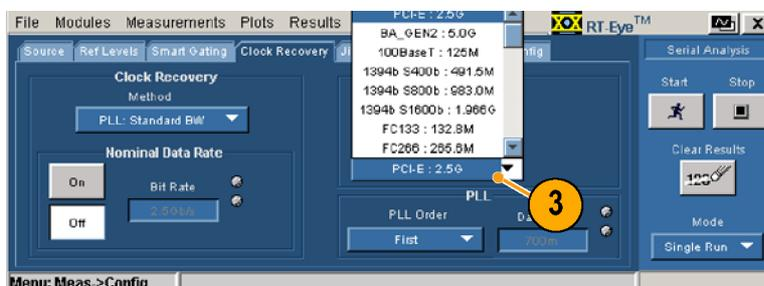 File Modules Measurements Plots Results
PCI-E : 2.5G
RT-Eye™
X
BA_GEN2 : 5.0G
100BaseT : 125M
1394b S400b : 491.5M
1394b S800b : 983.0M
1394b S1600b : 1.966G
FC133 : 132.8M
FC266 : 265.6M
PCI-E : 2.5G
Source Ref Levels Smart Gating Clock Recovery
Clock Recovery
Method
PLL: Standard BW
Nominal Data Rate
On
Off
Bit Rate
2.5Gb/s
3
PLL
PLL Order
First
700m
Serial Analysis
Start Stop
Clear Results
123
Mode
Single Run
Menu: Meas->Config